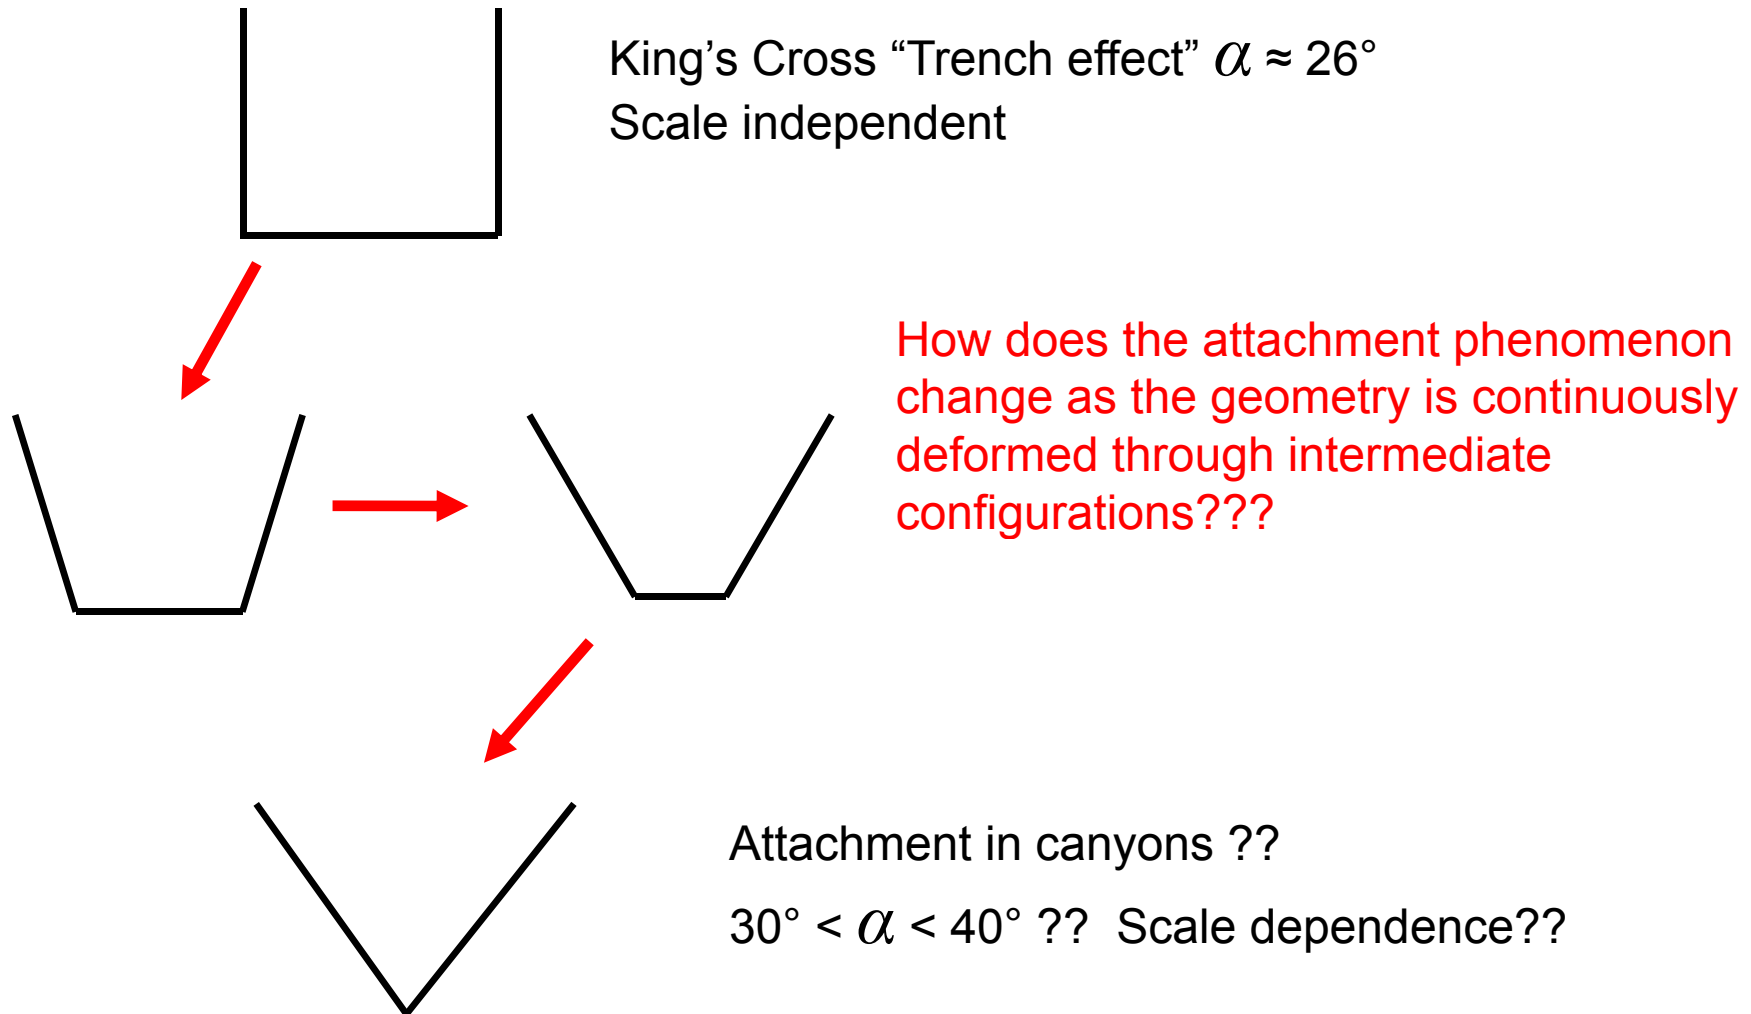 King’s Cross “Trench effect” α ≈ 26°
Scale independent
How does the attachment phenomenon
change as the geometry is continuously
deformed through intermediate
configurations???
Attachment in canyons ??
30° < α < 40° ?? Scale dependence??